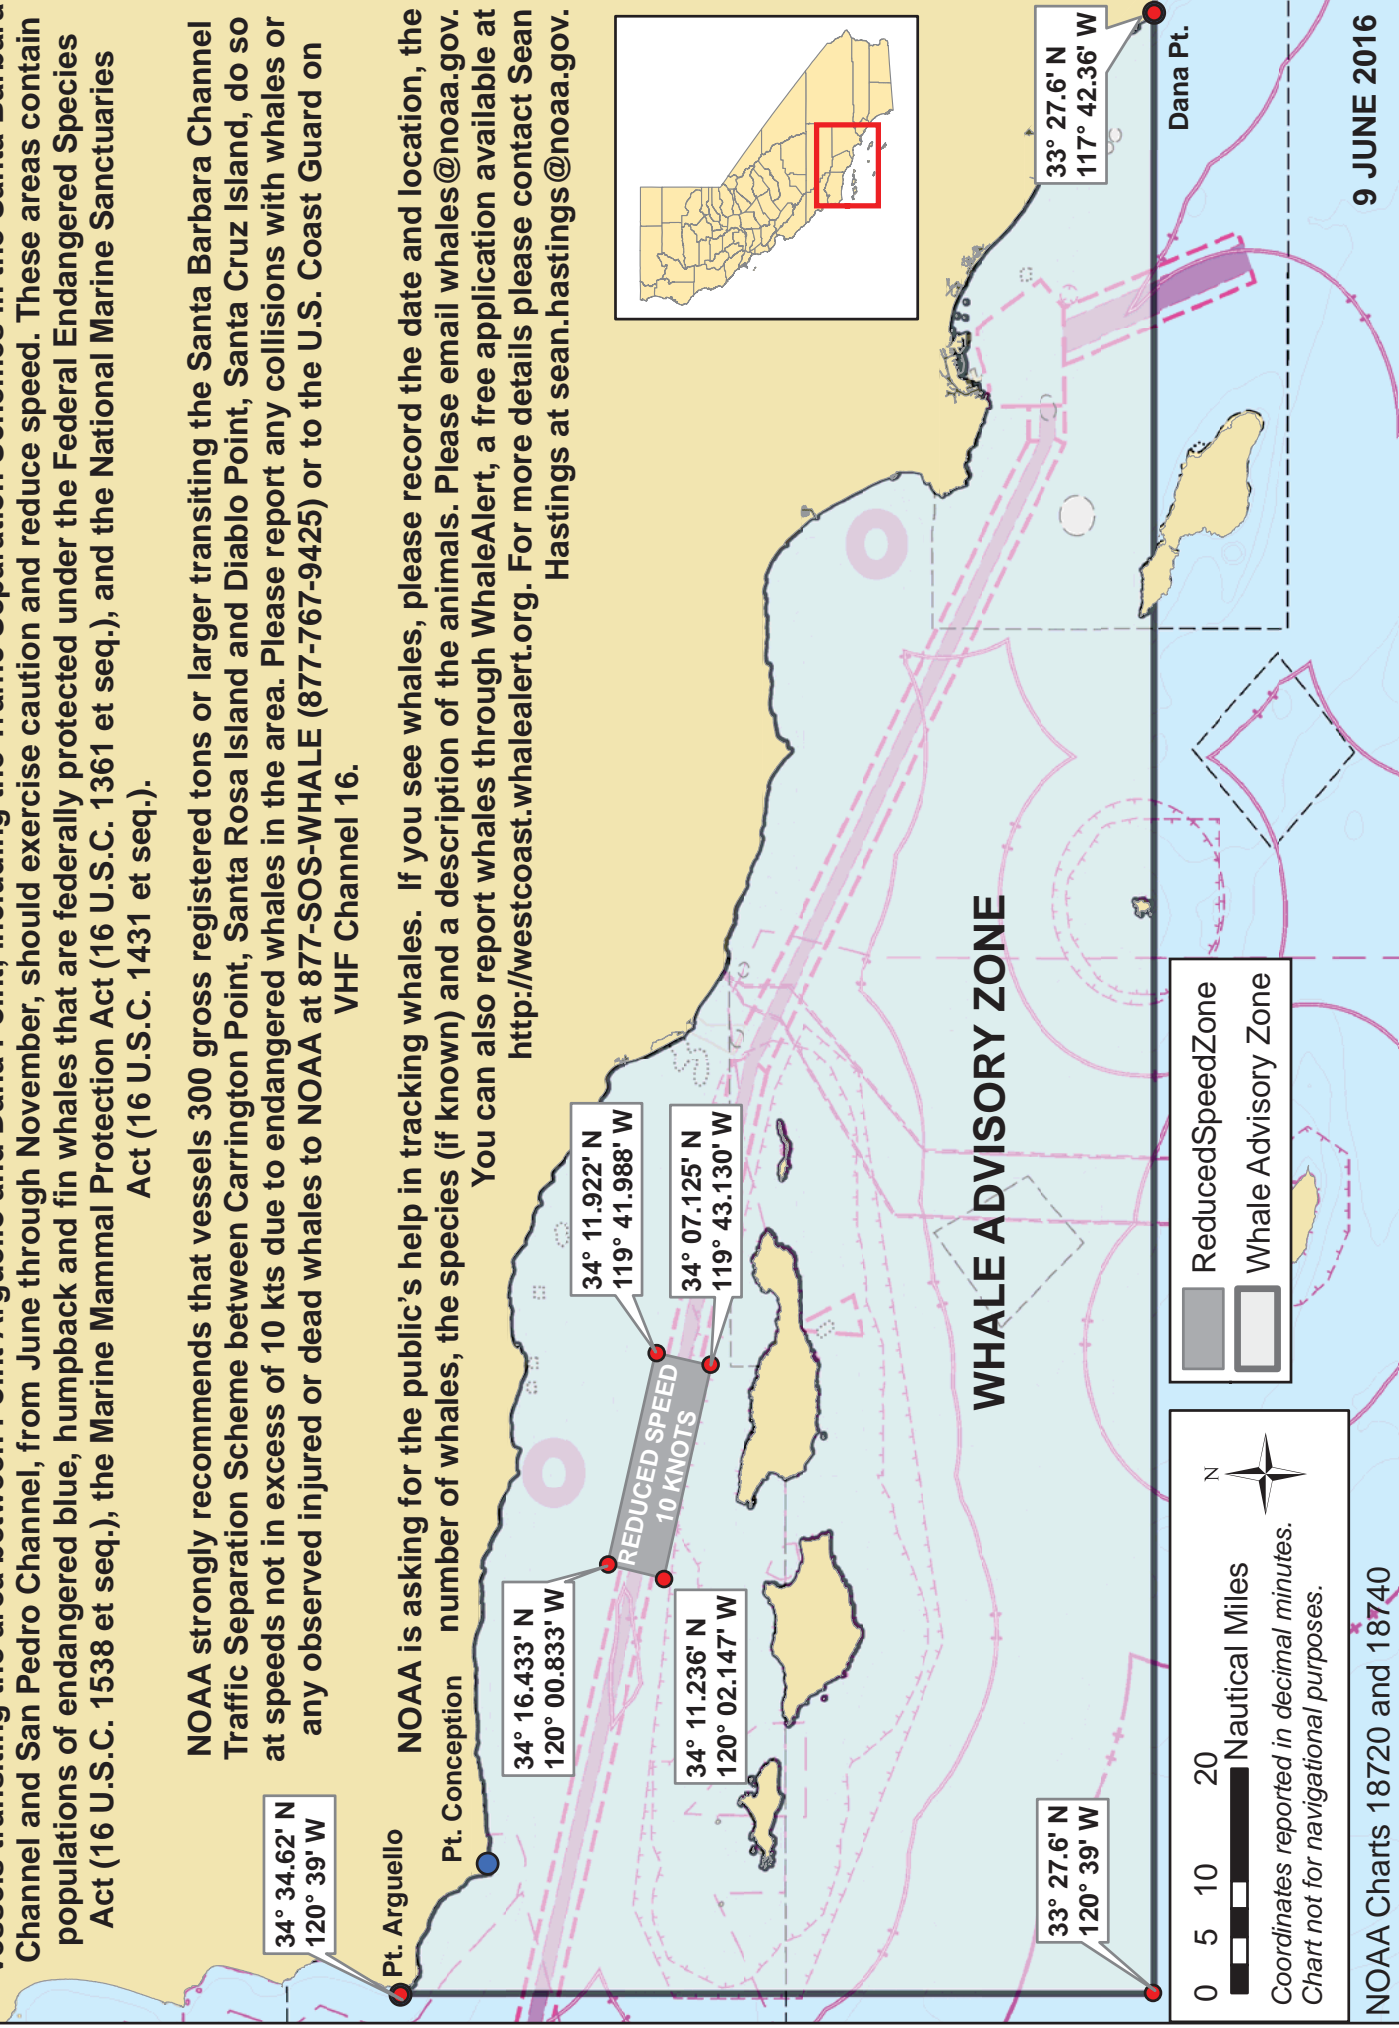 Channel and San Pedro Channel, from June through November, should exercise caution and reduce speed. These areas contain
populations of endangered blue, humpback and fin whales that are federally protected under the Federal Endangered Species
Act (16 U.S.C. 1538 et seq.), the Marine Mammal Protection Act (16 U.S.C. 1361 et seq.), and the National Marine Sanctuaries
Act (16 U.S.C. 1431 et seq.).
NOAA strongly recommends that vessels 300 gross registered tons or larger transiting the Santa Barbara Channel
Traffic Separation Scheme between Carrington Point, Santa Rosa Island and Diablo Point, Santa Cruz Island, do so
at speeds not in excess of 10 kts due to endangered whales in the area. Please report any collisions with whales or
any observed injured or dead whales to NOAA at 877-SOS-WHALE (877-767-9425) or to the U.S. Coast Guard on
VHF Channel 16.
NOAA is asking for the public's help in tracking whales. If you see whales, please record the date and location, the
number of whales, the species (if known) and a description of the animals. Please email whales@noaa.gov.
You can also report whales through WhaleAlert, a free application available at
http://westcoast.whalealert.org. For more details please contact Sean
Hastings at sean.hastings@noaa.gov.
34° 34.62' N
120° 39' W
Pt. Arguello
Pt. Conception
34° 16.433' N
120° 00.833' W
34° 11.922' N
119° 41.988' W
REDUCED SPEED
10 KNOTS
34° 11.236' N
120° 02.147' W
34° 07.125' N
119° 43.130' W
WHALE ADVISORY ZONE
33° 27.6' N
120° 39' W
33° 27.6' N
117° 42.36' W
Dana Pt.
ReducedSpeedZone
Whale Advisory Zone
0 5 10 20
Nautical Miles
N
Coordinates reported in decimal minutes.
Chart not for navigational purposes.
NOAA Charts 18720 and 18740
9 JUNE 2016